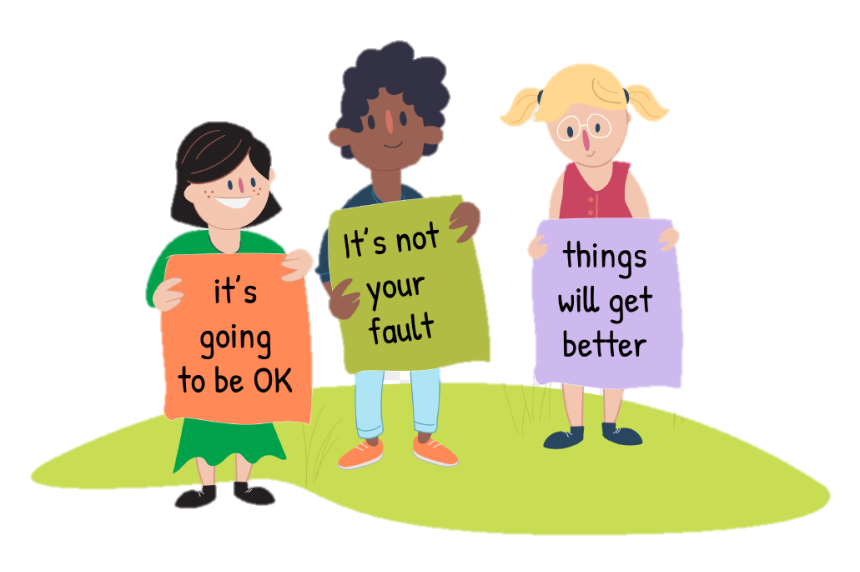 it's
going
to be OK
It's not
your
fault
things
will get
better